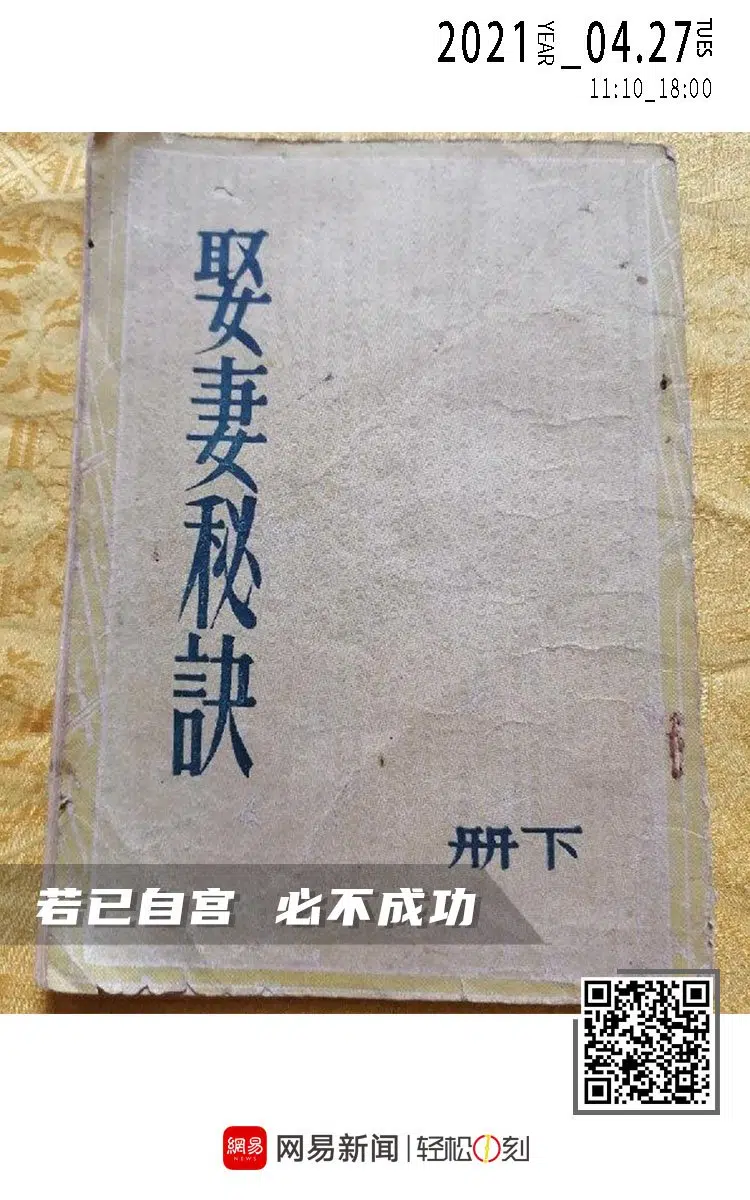 2021 YEAR _04.27 TUES
11:10_18:00
娶妻秘訣
册下
若已自宫 必不成功
網易 NEWS 网易新闻 | 轻松一刻